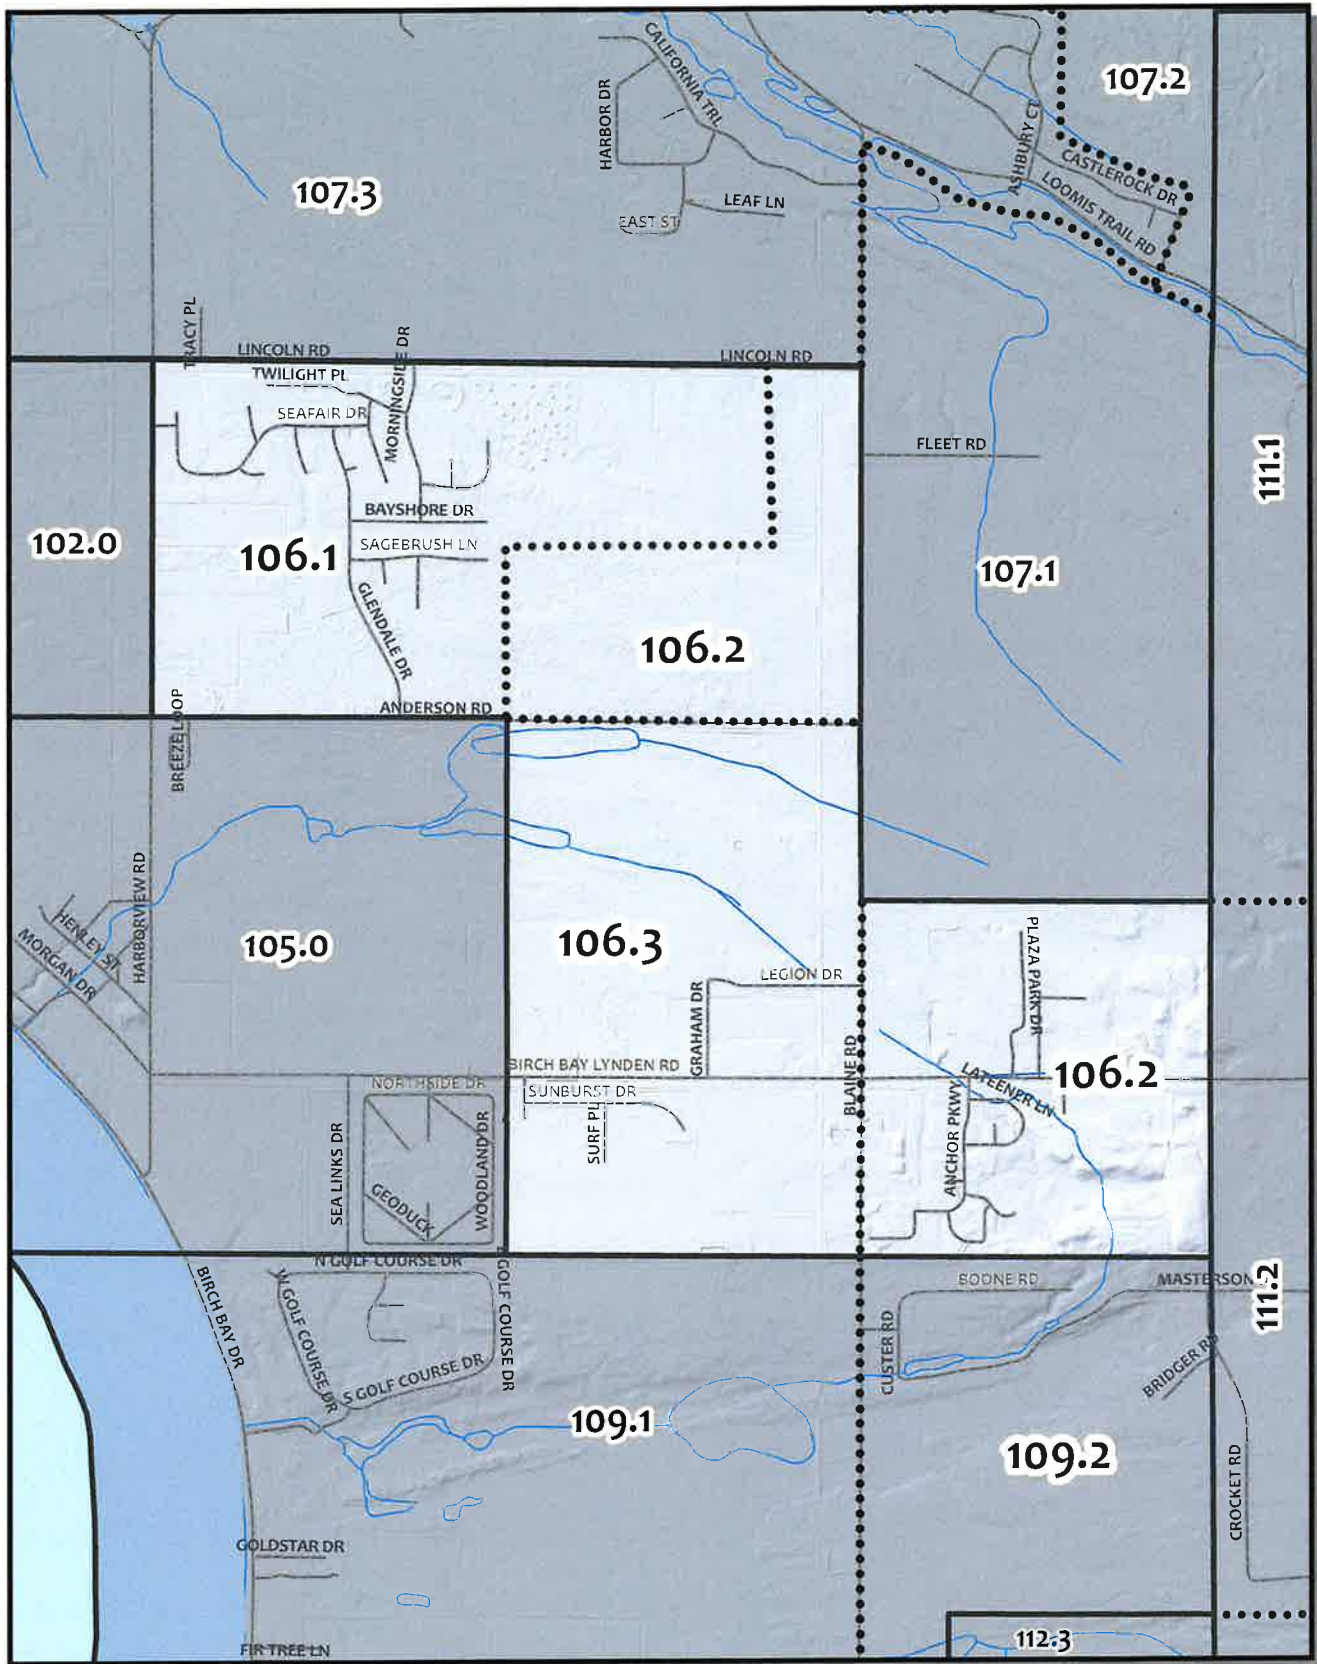 107.2
CALIFORNIA TRL
HARBOR DR
ASHBURY CT
CASTLEROCK DR
107.3
LEAF LN
LOOMIS TRAIL RD
EAST ST
TRACY PL
LINCOLN RD
LINCOLN RD
MORNINGSIDE DR
TWILIGHT PL
SEAFAIR DR
FLEET RD
111.1
BAYSHORE DR
102.0
106.1
SAGEBRUSH LN
107.1
GLENDALE DR
106.2
BREEZE LOOP
ANDERSON RD
HARBORVIEW RD
HENLEY ST
MORGAN DR
105.0
106.3
PLAZA PARK DR
LEGION DR
GRAHAM DR
BLAINE RD
BIRCH BAY LYNDEN RD
106.2
NORTHSIDE DR
SUNBURST DR
LATEENER LN
SURF PL
ANCHOR PKWY
SEA LINKS DR
WOODLAND DR
GEODUCK
N GOLF COURSE DR
BIRCH BAY DR
W GOLF COURSE DR
GOLF COURSE DR
BOONE RD
MASTERSON
111.2
CUSTER RD
BRIDGER RD
S GOLF COURSE DR
109.1
109.2
CROCKET RD
GOLDSTAR DR
112.3
FIR TREE LN